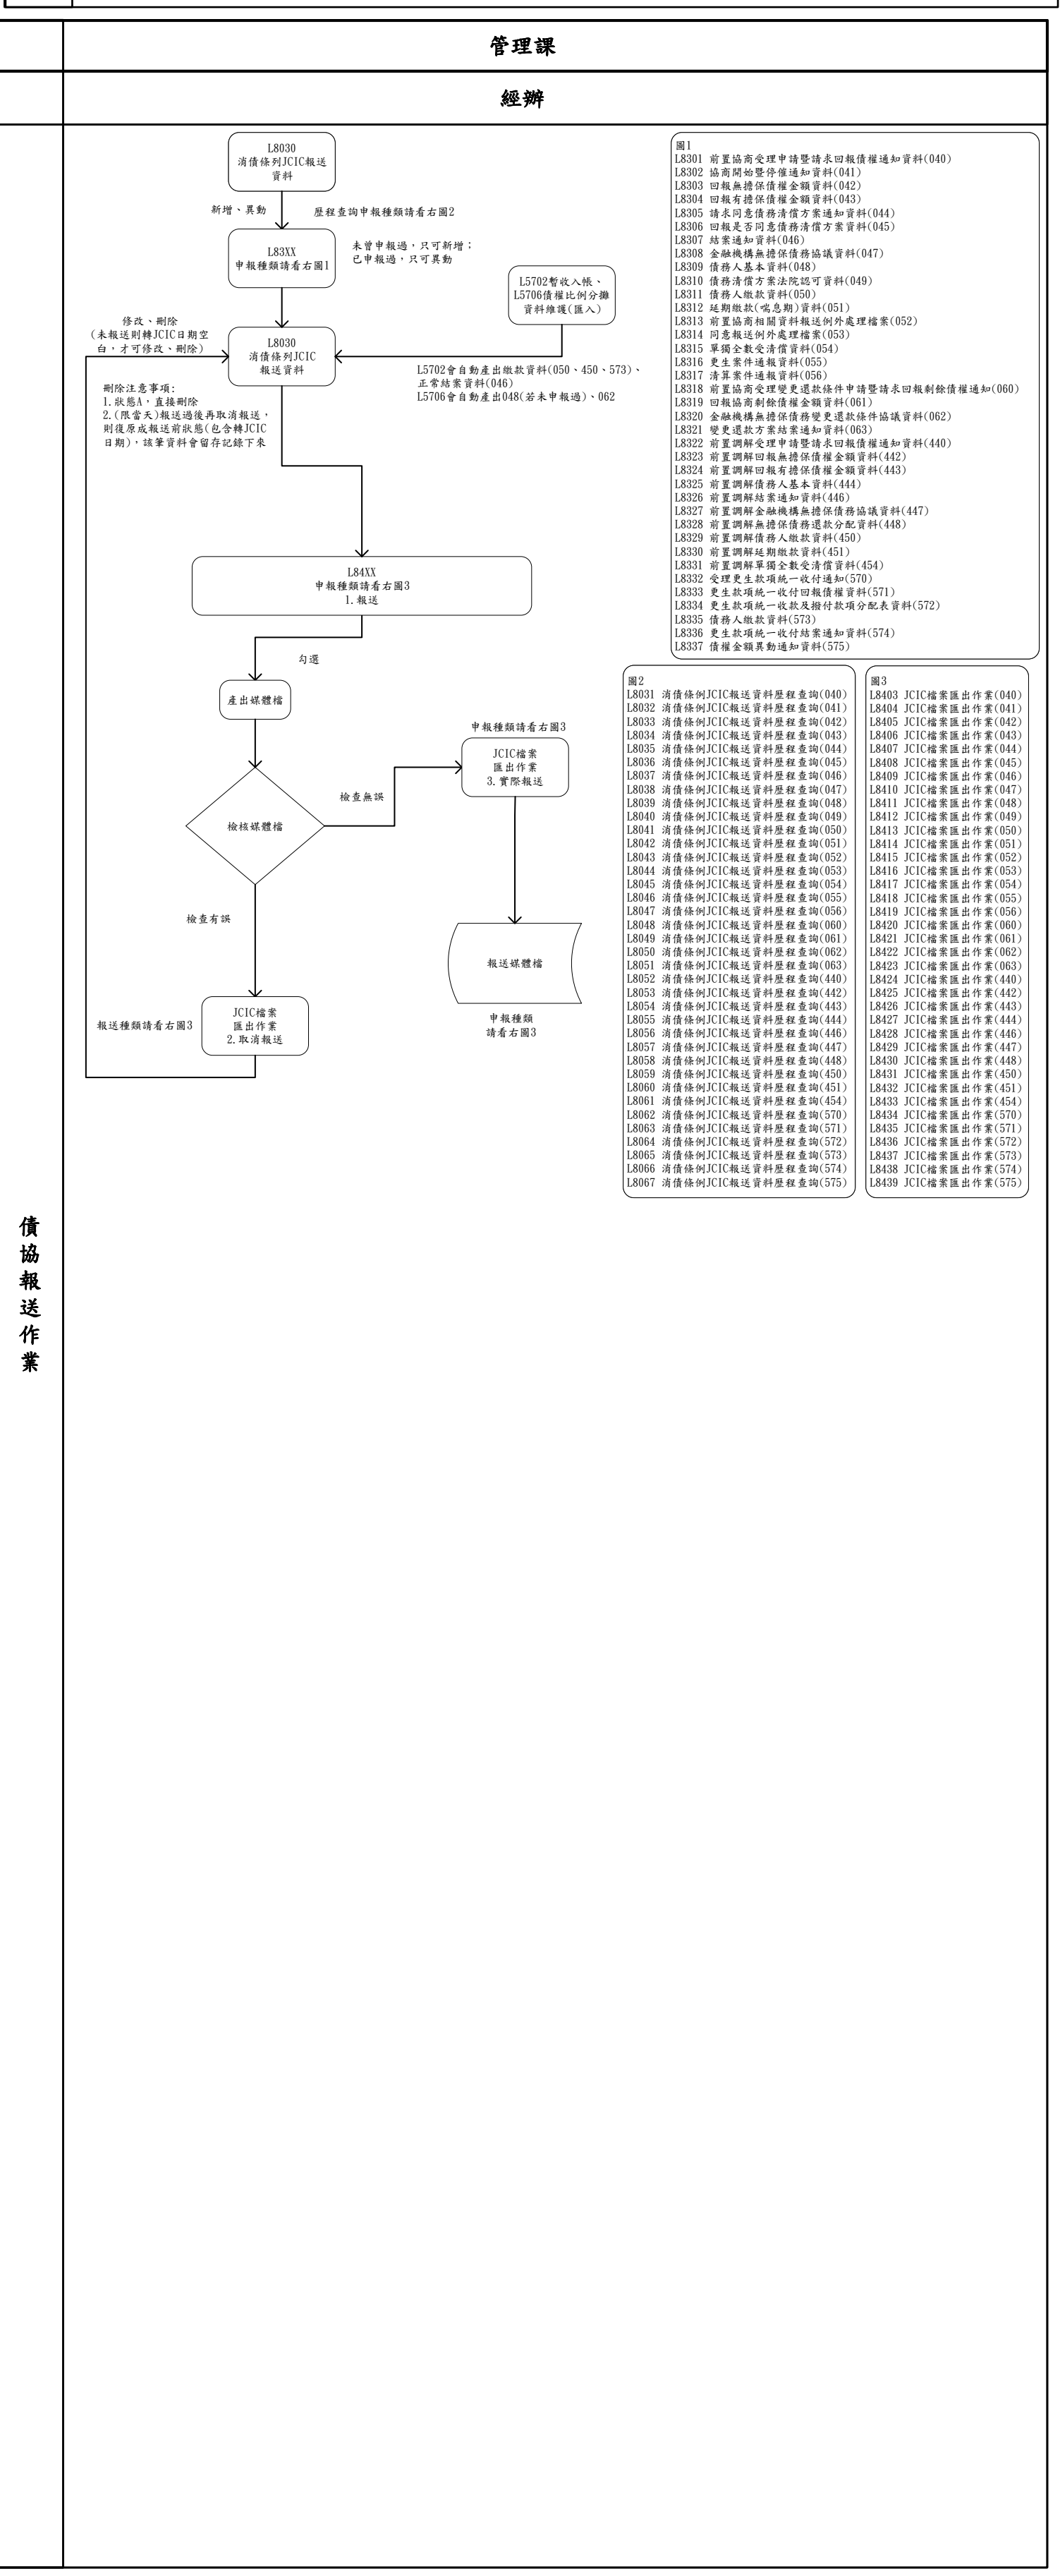 管理課
經辦
債協報送作業
L8030
消債條列JCIC報送
資料
新增、異動
歷程查詢申報種類請看右圖2
L83XX
申報種類請看右圖1
未曾申報過，只可新增；
已申報過，只可異動
L5702暫收入帳、
L5706債權比例分攤
資料維護(匯入)
修改、刪除
(未報送則轉JCIC日期空
白，才可修改、刪除)
L8030
消債條列JCIC
報送資料
L5702會自動產出繳款資料(050、450、573)、
正常結案資料(046)
L5706會自動產出048(若未申報過)、062
刪除注意事項:
1.狀態A，直接刪除
2.(限當天)報送過後再取消報送，
則復原成報送前狀態(包含轉JCIC
日期)，該筆資料會留存記錄下來
L84XX
申報種類請看右圖3
1.報送
勾選
產出媒體檔
申報種類請看右圖3
JCIC檔案
匯出作業
3.實際報送
檢查無誤
檢核媒體檔
檢查有誤
報送媒體檔
申報種類
請看右圖3
報送種類請看右圖3
JCIC檔案
匯出作業
2.取消報送
圖1
L8301 前置協商受理申請暨請求回報債權通知資料(040)
L8302 協商開始暨停催通知資料(041)
L8303 回報無擔保債權金額資料(042)
L8304 回報有擔保債權金額資料(043)
L8305 請求同意債務清償方案通知資料(044)
L8306 回報是否同意債務清償方案資料(045)
L8307 結案通知資料(046)
L8308 金融機構無擔保債務協議資料(047)
L8309 債務人基本資料(048)
L8310 債務清償方案法院認可資料(049)
L8311 債務人繳款資料(050)
L8312 延期繳款(喘息期)資料(051)
L8313 前置協商相關資料報送例外處理檔案(052)
L8314 同意報送例外處理檔案(053)
L8315 單獨全數受清償資料(054)
L8316 更生案件通報資料(055)
L8317 清算案件通報資料(056)
L8318 前置協商受理變更還款條件申請暨請求回報剩餘債權通知(060)
L8319 回報協商剩餘債權金額資料(061)
L8320 金融機構無擔保債務變更還款條件協議資料(062)
L8321 變更還款方案結案通知資料(063)
L8322 前置調解受理申請暨請求回報債權通知資料(440)
L8323 前置調解回報無擔保債權金額資料(442)
L8324 前置調解回報有擔保債權金額資料(443)
L8325 前置調解債務人基本資料(444)
L8326 前置調解結案通知資料(446)
L8327 前置調解金融機構無擔保債務協議資料(447)
L8328 前置調解無擔保債務還款分配資料(448)
L8329 前置調解債務人繳款資料(450)
L8330 前置調解延期繳款資料(451)
L8331 前置調解單獨全數受清償資料(454)
L8332 受理更生款項統一收付通知(570)
L8333 更生款項統一收付回報債權資料(571)
L8334 更生款項統一收款及撥付款項分配表資料(572)
L8335 債務人繳款資料(573)
L8336 更生款項統一收付結案通知資料(574)
L8337 債權金額異動通知資料(575)
圖2
L8031 消債條例JCIC報送資料歷程查詢(040)
L8032 消債條例JCIC報送資料歷程查詢(041)
L8033 消債條例JCIC報送資料歷程查詢(042)
L8034 消債條例JCIC報送資料歷程查詢(043)
L8035 消債條例JCIC報送資料歷程查詢(044)
L8036 消債條例JCIC報送資料歷程查詢(045)
L8037 消債條例JCIC報送資料歷程查詢(046)
L8038 消債條例JCIC報送資料歷程查詢(047)
L8039 消債條例JCIC報送資料歷程查詢(048)
L8040 消債條例JCIC報送資料歷程查詢(049)
L8041 消債條例JCIC報送資料歷程查詢(050)
L8042 消債條例JCIC報送資料歷程查詢(051)
L8043 消債條例JCIC報送資料歷程查詢(052)
L8044 消債條例JCIC報送資料歷程查詢(053)
L8045 消債條例JCIC報送資料歷程查詢(054)
L8046 消債條例JCIC報送資料歷程查詢(055)
L8047 消債條例JCIC報送資料歷程查詢(056)
L8048 消債條例JCIC報送資料歷程查詢(060)
L8049 消債條例JCIC報送資料歷程查詢(061)
L8050 消債條例JCIC報送資料歷程查詢(062)
L8051 消債條例JCIC報送資料歷程查詢(063)
L8052 消債條例JCIC報送資料歷程查詢(440)
L8053 消債條例JCIC報送資料歷程查詢(442)
L8054 消債條例JCIC報送資料歷程查詢(443)
L8055 消債條例JCIC報送資料歷程查詢(444)
L8056 消債條例JCIC報送資料歷程查詢(446)
L8057 消債條例JCIC報送資料歷程查詢(447)
L8058 消債條例JCIC報送資料歷程查詢(448)
L8059 消債條例JCIC報送資料歷程查詢(450)
L8060 消債條例JCIC報送資料歷程查詢(451)
L8061 消債條例JCIC報送資料歷程查詢(454)
L8062 消債條例JCIC報送資料歷程查詢(570)
L8063 消債條例JCIC報送資料歷程查詢(571)
L8064 消債條例JCIC報送資料歷程查詢(572)
L8065 消債條例JCIC報送資料歷程查詢(573)
L8066 消債條例JCIC報送資料歷程查詢(574)
L8067 消債條例JCIC報送資料歷程查詢(575)
圖3
L8403 JCIC檔案匯出作業(040)
L8404 JCIC檔案匯出作業(041)
L8405 JCIC檔案匯出作業(042)
L8406 JCIC檔案匯出作業(043)
L8407 JCIC檔案匯出作業(044)
L8408 JCIC檔案匯出作業(045)
L8409 JCIC檔案匯出作業(046)
L8410 JCIC檔案匯出作業(047)
L8411 JCIC檔案匯出作業(048)
L8412 JCIC檔案匯出作業(049)
L8413 JCIC檔案匯出作業(050)
L8414 JCIC檔案匯出作業(051)
L8415 JCIC檔案匯出作業(052)
L8416 JCIC檔案匯出作業(053)
L8417 JCIC檔案匯出作業(054)
L8418 JCIC檔案匯出作業(055)
L8419 JCIC檔案匯出作業(056)
L8420 JCIC檔案匯出作業(060)
L8421 JCIC檔案匯出作業(061)
L8422 JCIC檔案匯出作業(062)
L8423 JCIC檔案匯出作業(063)
L8424 JCIC檔案匯出作業(440)
L8425 JCIC檔案匯出作業(442)
L8426 JCIC檔案匯出作業(443)
L8427 JCIC檔案匯出作業(444)
L8428 JCIC檔案匯出作業(446)
L8429 JCIC檔案匯出作業(447)
L8430 JCIC檔案匯出作業(448)
L8431 JCIC檔案匯出作業(450)
L8432 JCIC檔案匯出作業(451)
L8433 JCIC檔案匯出作業(454)
L8434 JCIC檔案匯出作業(570)
L8435 JCIC檔案匯出作業(571)
L8436 JCIC檔案匯出作業(572)
L8437 JCIC檔案匯出作業(573)
L8438 JCIC檔案匯出作業(574)
L8439 JCIC檔案匯出作業(575)